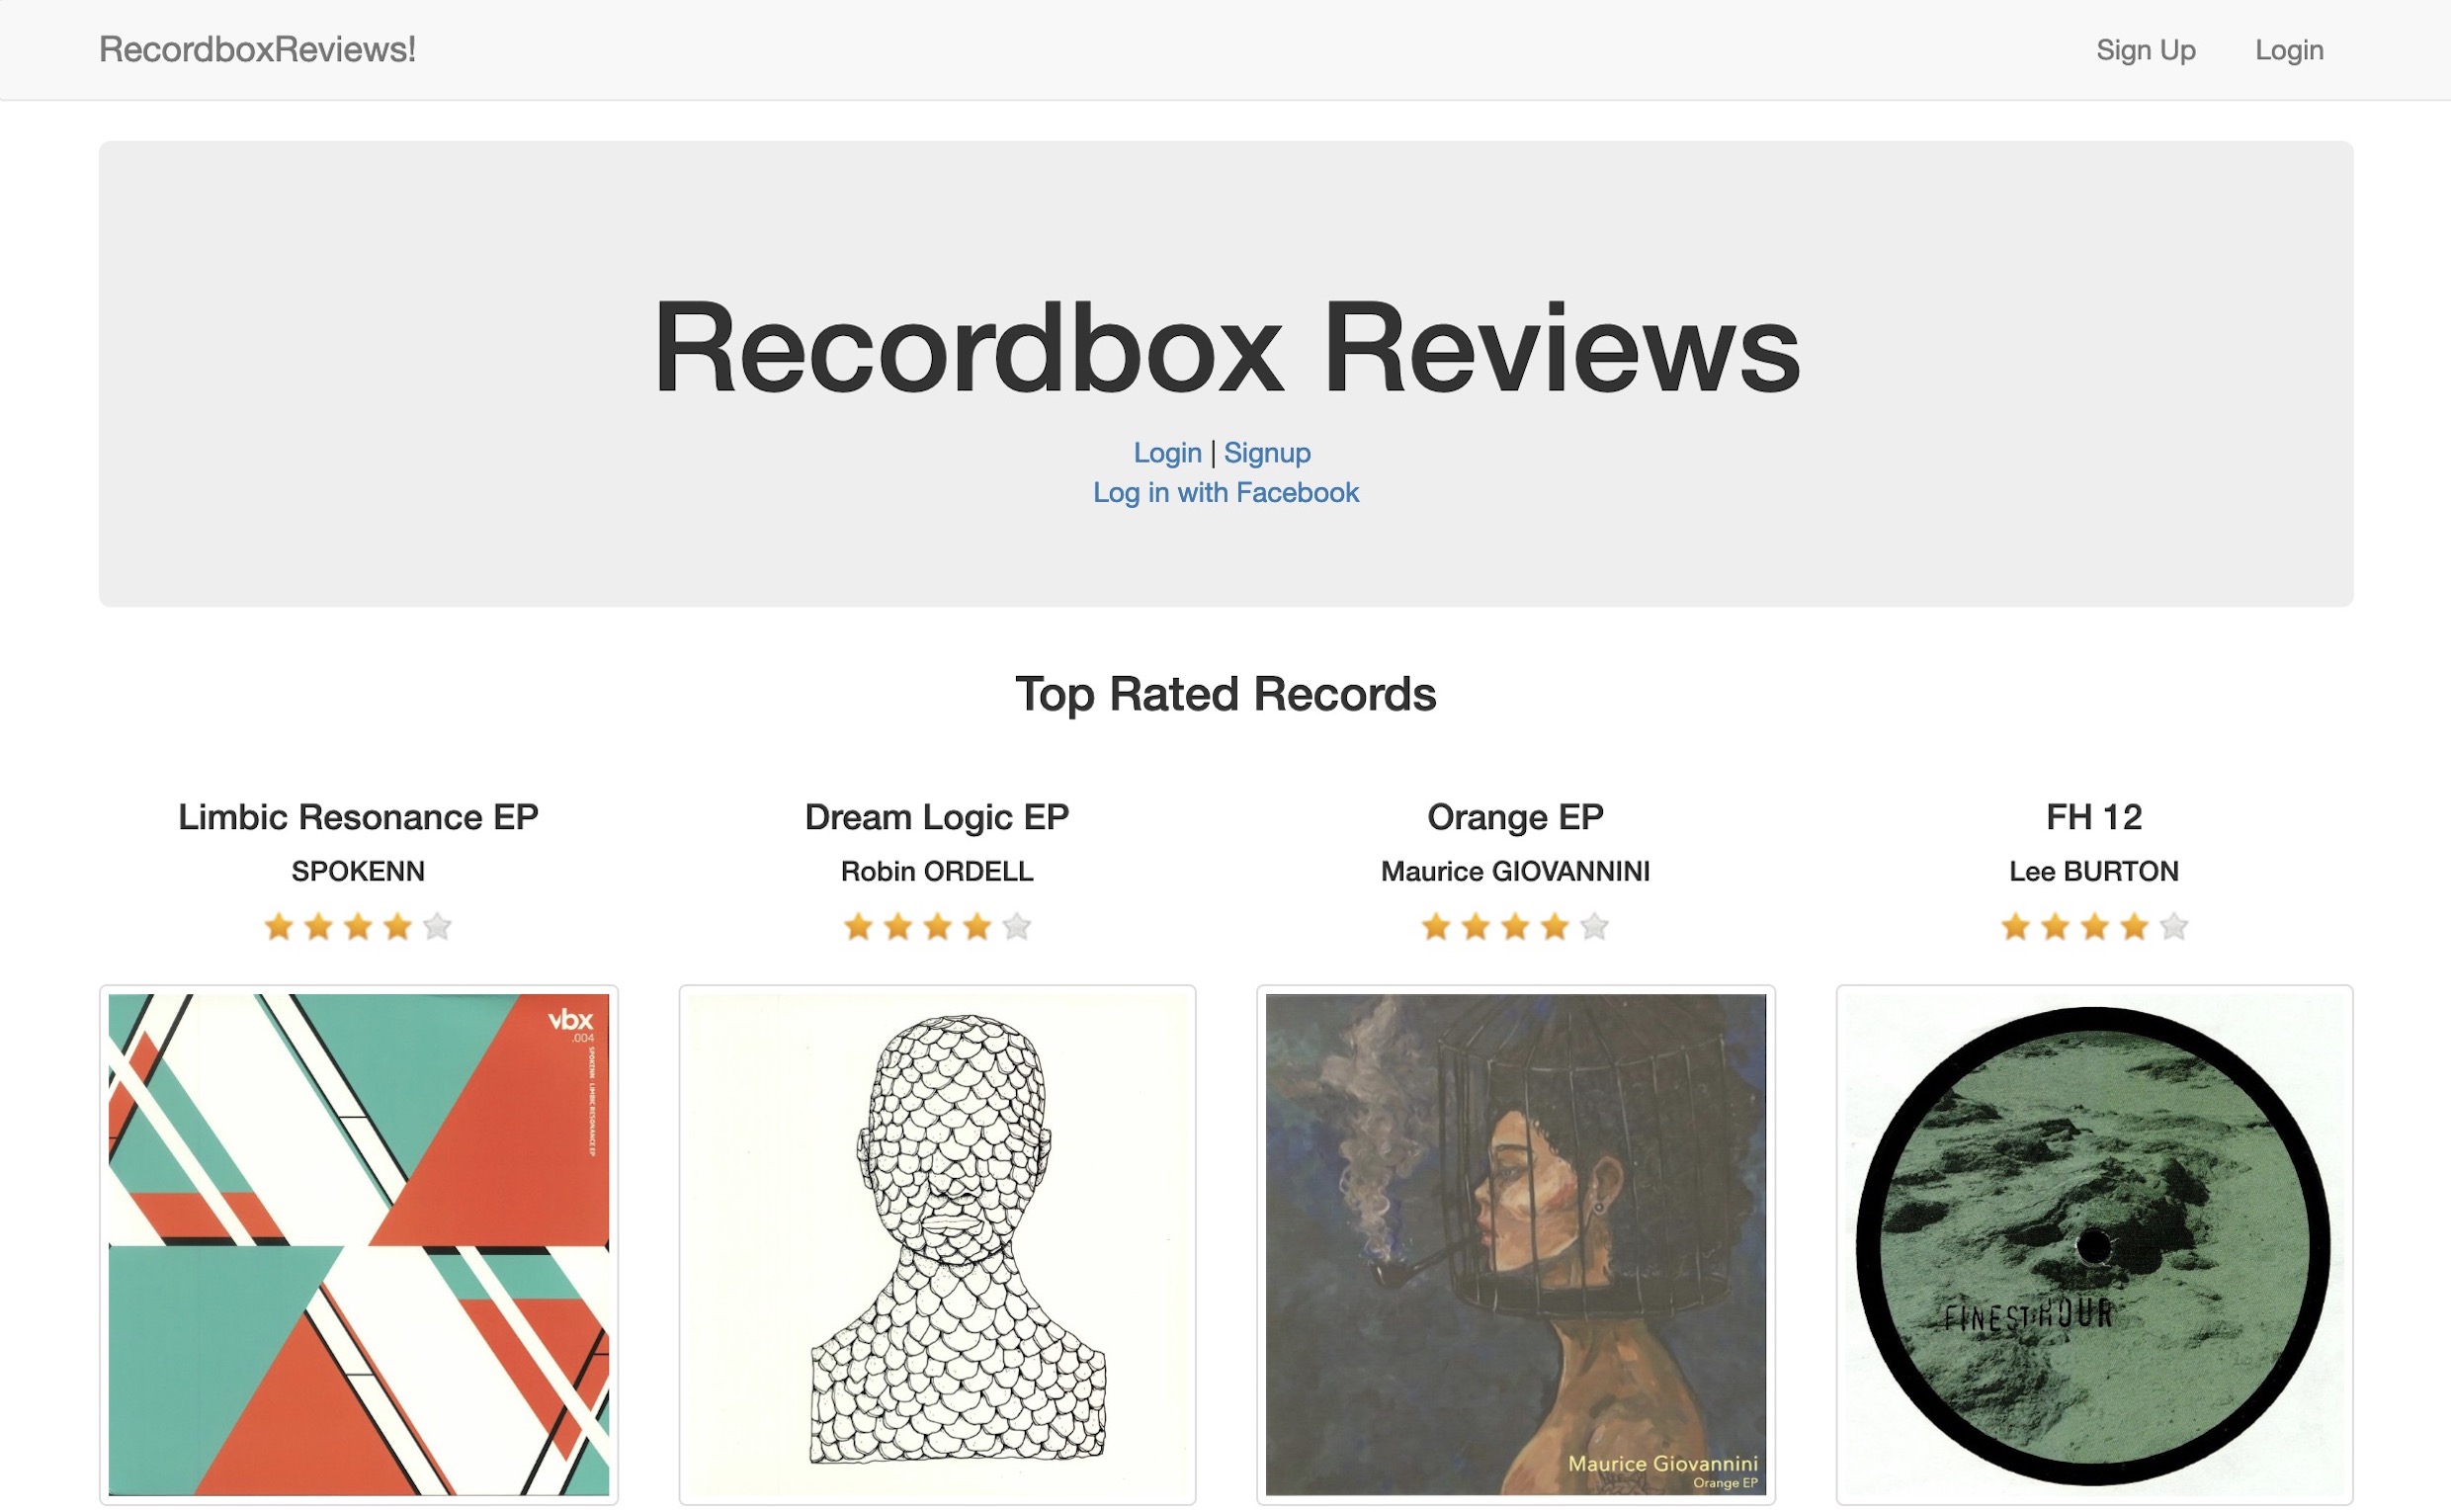 RecordboxReviews!
Sign Up
Login
Recordbox Reviews
Login | Signup
Log in with Facebook
Top Rated Records
Limbic Resonance EP
SPOKENN
Dream Logic EP
Robin ORDELL
Orange EP
Maurice GIOVANNINI
FH 12
Lee BURTON
vbx
.004
SPOKENN - LIMBIC RESONANCE EP
Maurice Giovannini
Orange EP
FINEST HOUR